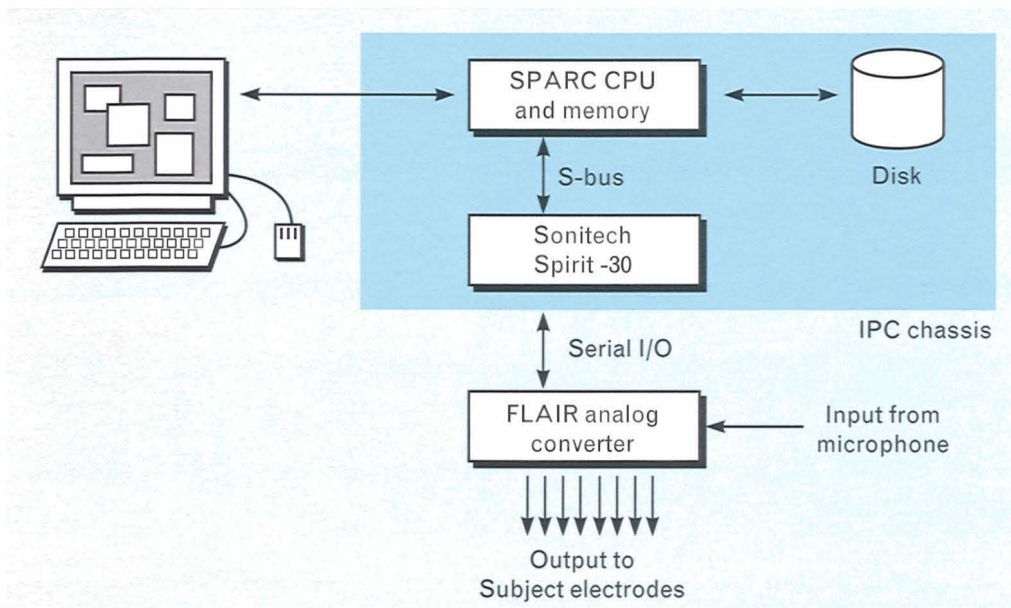 SPARC CPU
and memory
Disk
S-bus
Sonitech
Spirit -30
IPC chassis
Serial I/O
FLAIR analog
converter
Input from
microphone
Output to
Subject electrodes